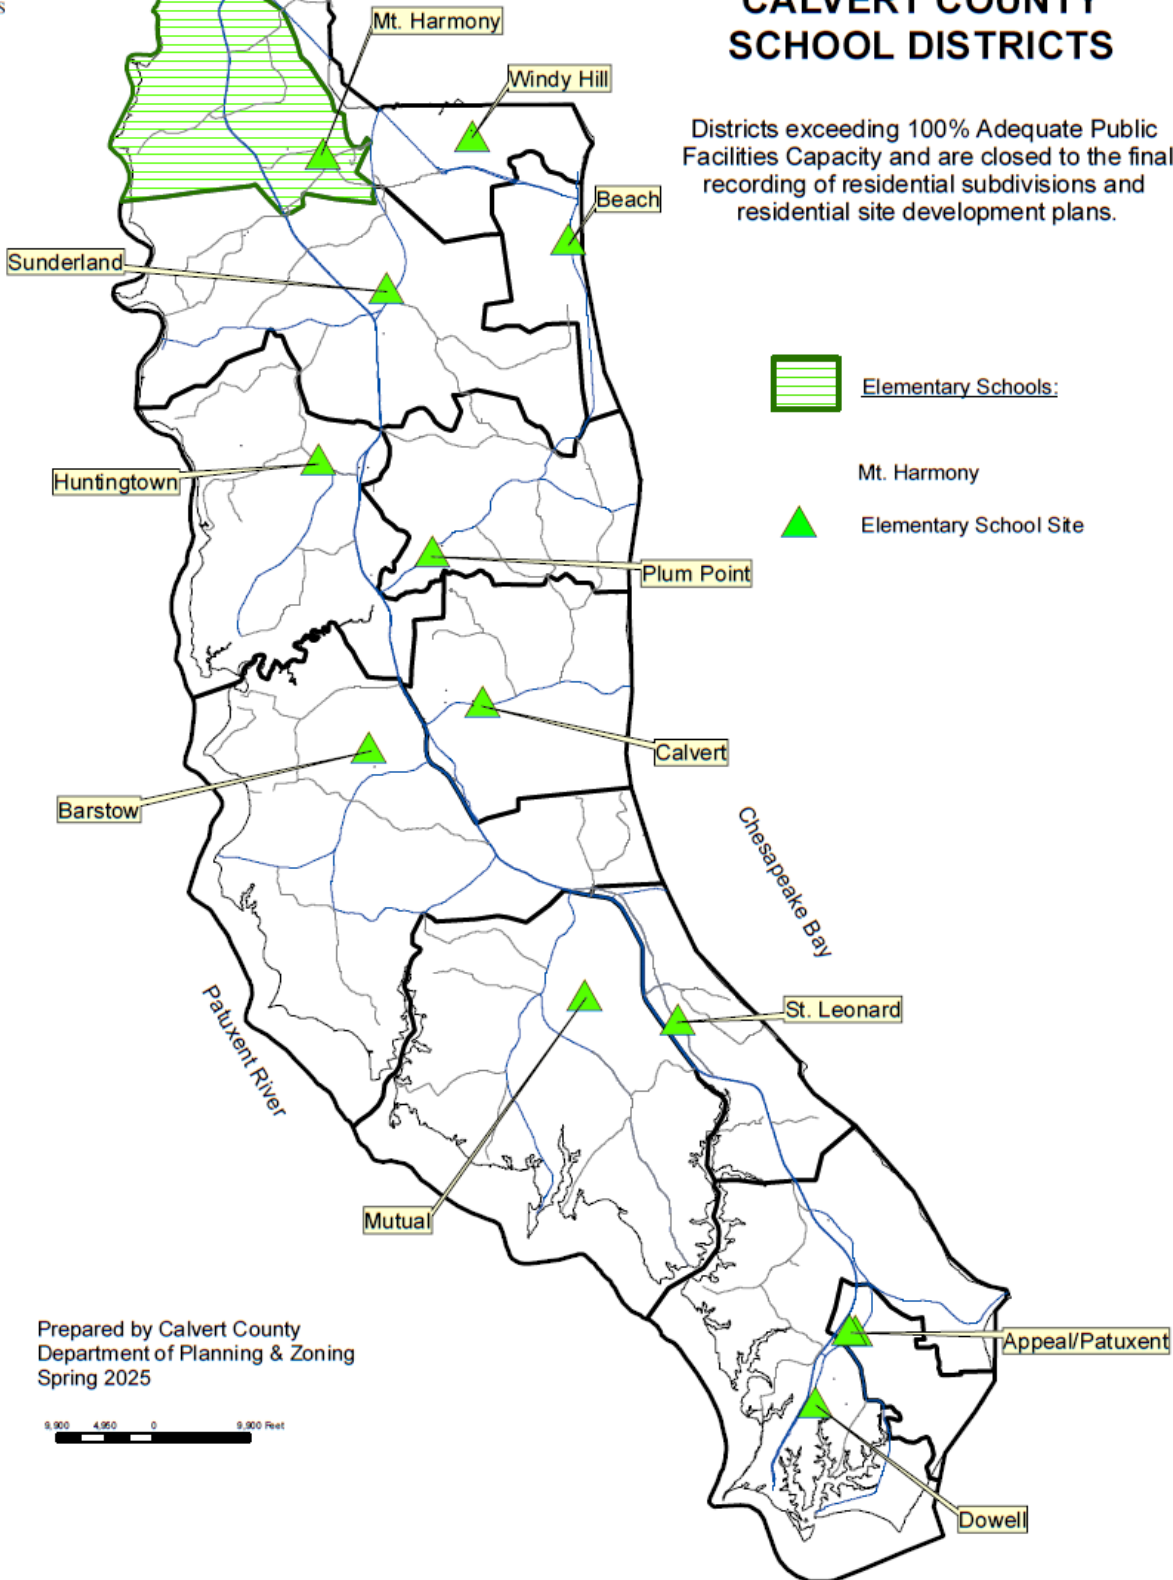 s
CALVERT COUNTY
SCHOOL DISTRICTS
Mt. Harmony
Windy Hill
Districts exceeding 100% Adequate Public
Facilities Capacity and are closed to the final
recording of residential subdivisions and
residential site development plans.
Beach
Sunderland
Elementary Schools:
Mt. Harmony
Elementary School Site
Huntingtown
Plum Point
Calvert
Barstow
Chesapeake Bay
Patuxent River
St. Leonard
Mutual
Prepared by Calvert County
Department of Planning & Zoning
Spring 2025
9,900 4,950 0 9,900 Feet
Appeal/Patuxent
Dowell